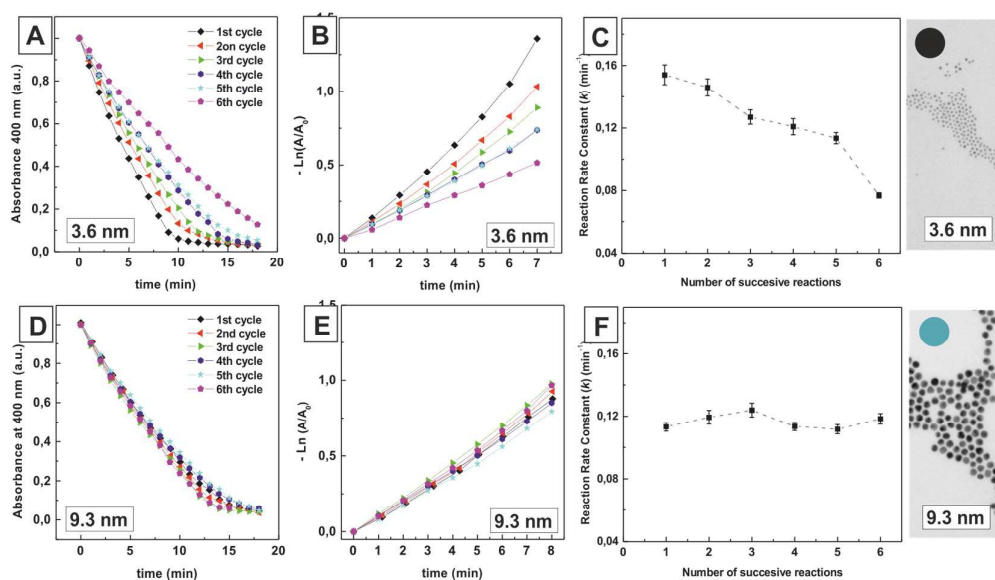 A
Absorbance 400 nm (a.u.)
1,0
0,8
0,6
0,4
0,2
0,0
1st cycle
2on cycle
3rd cycle
4th cycle
5th cycle
6th cycle
3.6 nm
0 5 10 15 20
time (min)
B
- Ln(A/A0)
1,5
1,0
0,5
0,0
3.6 nm
0 1 2 3 4 5 6 7
time (min)
C
Reaction Rate Constant (k) (min-1)
0,16
0,12
0,08
0,04
0 1 2 3 4 5 6
Number of succesive reactions
3.6 nm
D
Absorbance at 400 nm (a.u.)
1,0
0,8
0,6
0,4
0,2
0,0
1st cycle
2nd cycle
3rd cycle
4th cycle
5th cycle
6th cycle
9.3 nm
0 5 10 15 20
time (min)
E
- Ln (A/A0)
1,5
1,0
0,5
0,0
9.3 nm
0 1 2 3 4 5 6 7 8
time (min)
F
Reaction Rate Constant (k) (min-1)
0,16
0,12
0,08
0,04
0 1 2 3 4 5 6
Number of succesive reactions
9.3 nm